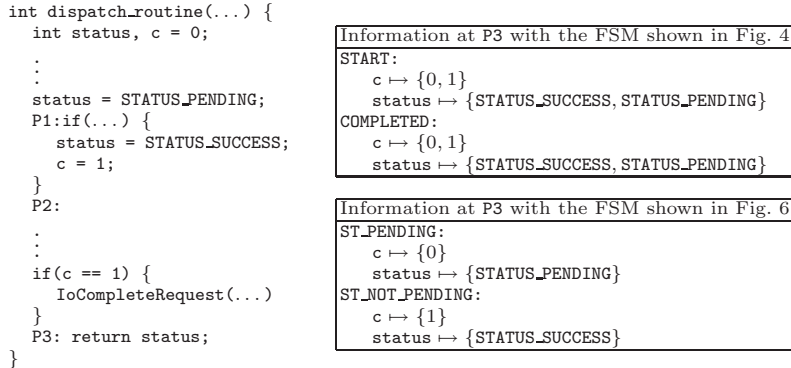 int dispatch_routine(...) {
int status, c = 0;
.
.
.
status = STATUS_PENDING;
P1:if(...) {
status = STATUS_SUCCESS;
c = 1;
}
P2:
.
.
.
if(c == 1) {
IoCompleteRequest(...)
}
P3: return status;
}
Information at P3 with the FSM shown in Fig. 4
START:
c ↦ {0, 1}
status ↦ {STATUS_SUCCESS, STATUS_PENDING}
COMPLETED:
c ↦ {0, 1}
status ↦ {STATUS_SUCCESS, STATUS_PENDING}
Information at P3 with the FSM shown in Fig. 6
ST_PENDING:
c ↦ {0}
status ↦ {STATUS_PENDING}
ST_NOT_PENDING:
c ↦ {1}
status ↦ {STATUS_SUCCESS}